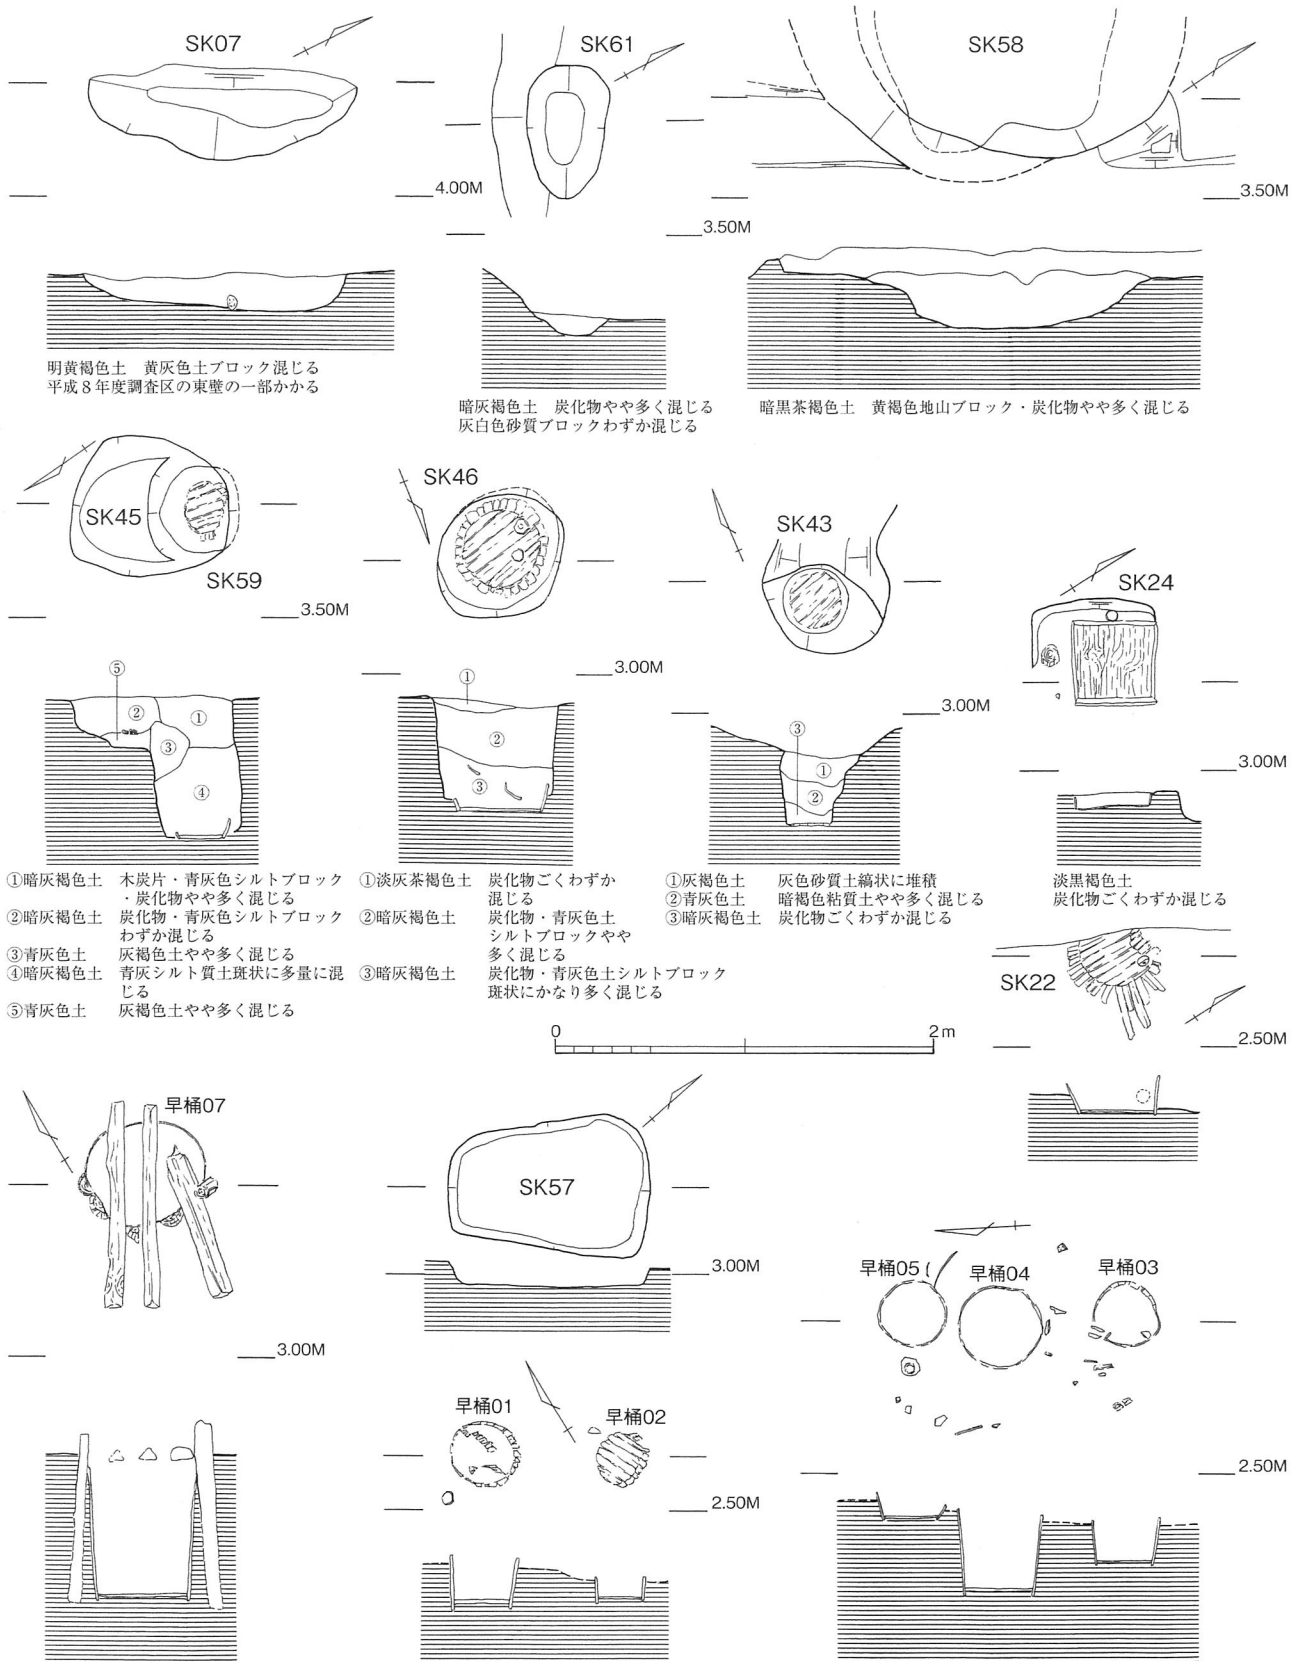 SK07
4.00M
明黄褐色土　黄灰色土ブロック混じる
平成８年度調査区の東壁の一部かかる
SK61
3.50M
暗灰褐色土　炭化物やや多く混じる
灰白色砂質ブロックわずか混じる
SK58
3.50M
暗黒茶褐色土　黄褐色地山ブロック・炭化物やや多く混じる
SK45
SK59
3.50M
⑤
②
①
③
④
①暗灰褐色土　木炭片・青灰色シルトブロック
・炭化物やや多く混じる
②暗灰褐色土　炭化物・青灰色シルトブロック
わずか混じる
③青灰色土　灰褐色土やや多く混じる
④暗灰褐色土　青灰シルト質土斑状に多量に混
じる
⑤青灰色土　灰褐色土やや多く混じる
SK46
3.00M
①
②
③
①淡灰茶褐色土　炭化物ごくわずか
混じる
②暗灰褐色土　炭化物・青灰色土
シルトブロックやや
多く混じる
③暗灰褐色土　炭化物・青灰色土シルトブロック
斑状にかなり多く混じる
SK43
3.00M
③
①
②
①灰褐色土　灰色砂質土縞状に堆積
②青灰色土　暗褐色粘質土やや多く混じる
③暗灰褐色土　炭化物ごくわずか混じる
SK24
3.00M
淡黒褐色土
炭化物ごくわずか混じる
SK22
2.50M
0　2m
早桶07
3.00M
SK57
3.00M
早桶01
早桶02
2.50M
早桶05
早桶04
早桶03
2.50M